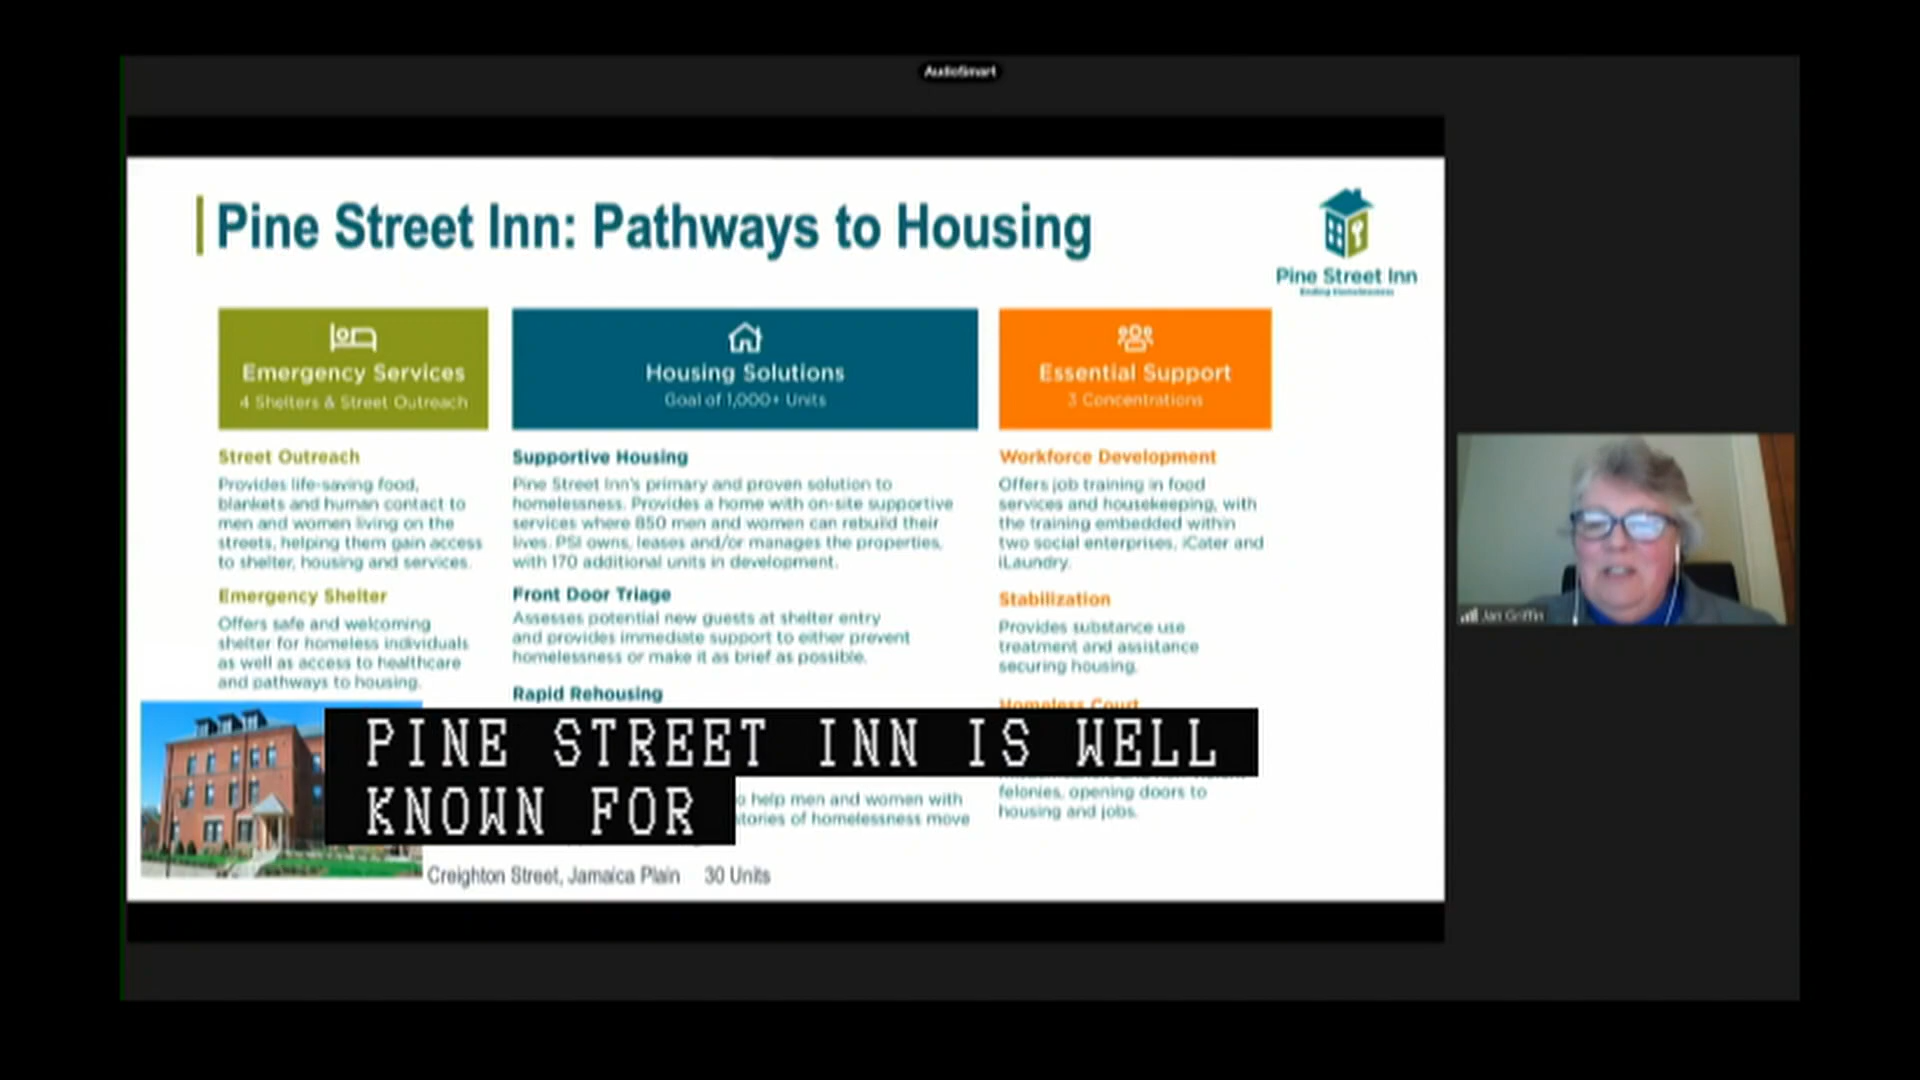 AudioSmart
Pine Street Inn: Pathways to Housing
Pine Street Inn
Ending Homelessness
Emergency Services
4 Shelters & Street Outreach
Street Outreach
Provides life-saving food,
blankets and human contact to
men and women living on the
streets, helping them gain access
to shelter, housing and services.
Emergency Shelter
Offers safe and welcoming
shelter for homeless individuals
as well as access to healthcare
and pathways to housing.
Housing Solutions
Goal of 1,000+ Units
Supportive Housing
Pine Street Inn's primary and proven solution to
homelessness. Provides a home with on-site supportive
services where 850 men and women can rebuild their
lives. PSI owns, leases and/or manages the properties,
with 170 additional units in development.
Front Door Triage
Assesses potential new guests at shelter entry
and provides immediate support to either prevent
homelessness or make it as brief as possible.
Rapid Rehousing
help men and women with
of homelessness move
Essential Support
3 Concentrations
Workforce Development
Offers job training in food
services and housekeeping, with
the training embedded within
two social enterprises, iCater and
iLaundry.
Stabilization
Provides substance use
treatment and assistance
securing housing.
Homeless Court
felonies, opening doors to
housing and jobs.
PINE STREET INN IS WELL
KNOWN FOR
Creighton Street, Jamaica Plain 30 Units
Jan Griffin